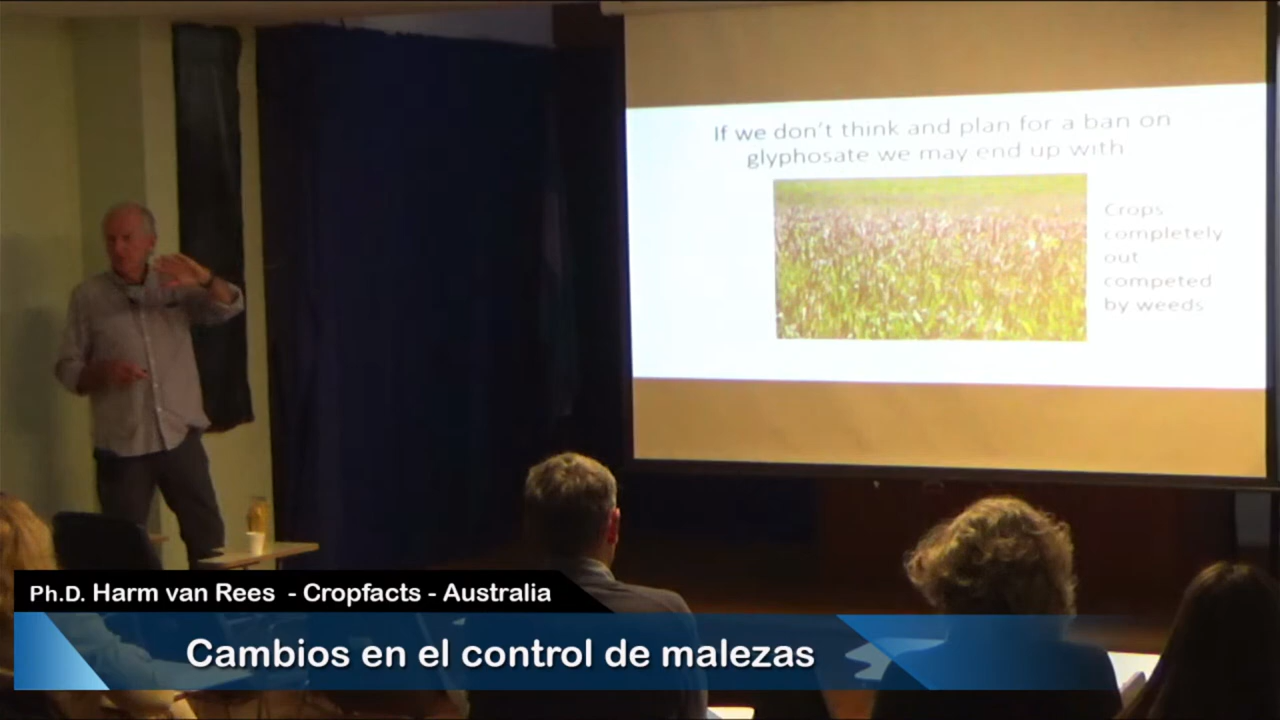 If we don't think and plan for a ban on
glyphosate we may end up with
Crops
completely
out
competed
by weeds
Ph.D. Harm van Rees - Cropfacts - Australia
Cambios en el control de malezas